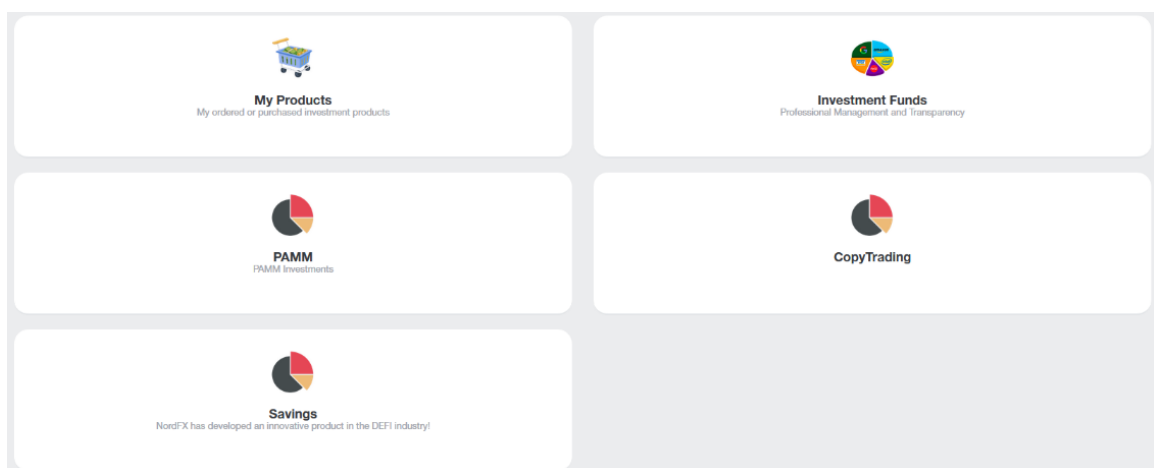 My Products
My ordered or purchased investment products
Investment Funds
Professional Management and Transparency
PAMM
PAMM Investments
CopyTrading
Savings
NordFX has developed an innovative product in the DEFI industry!